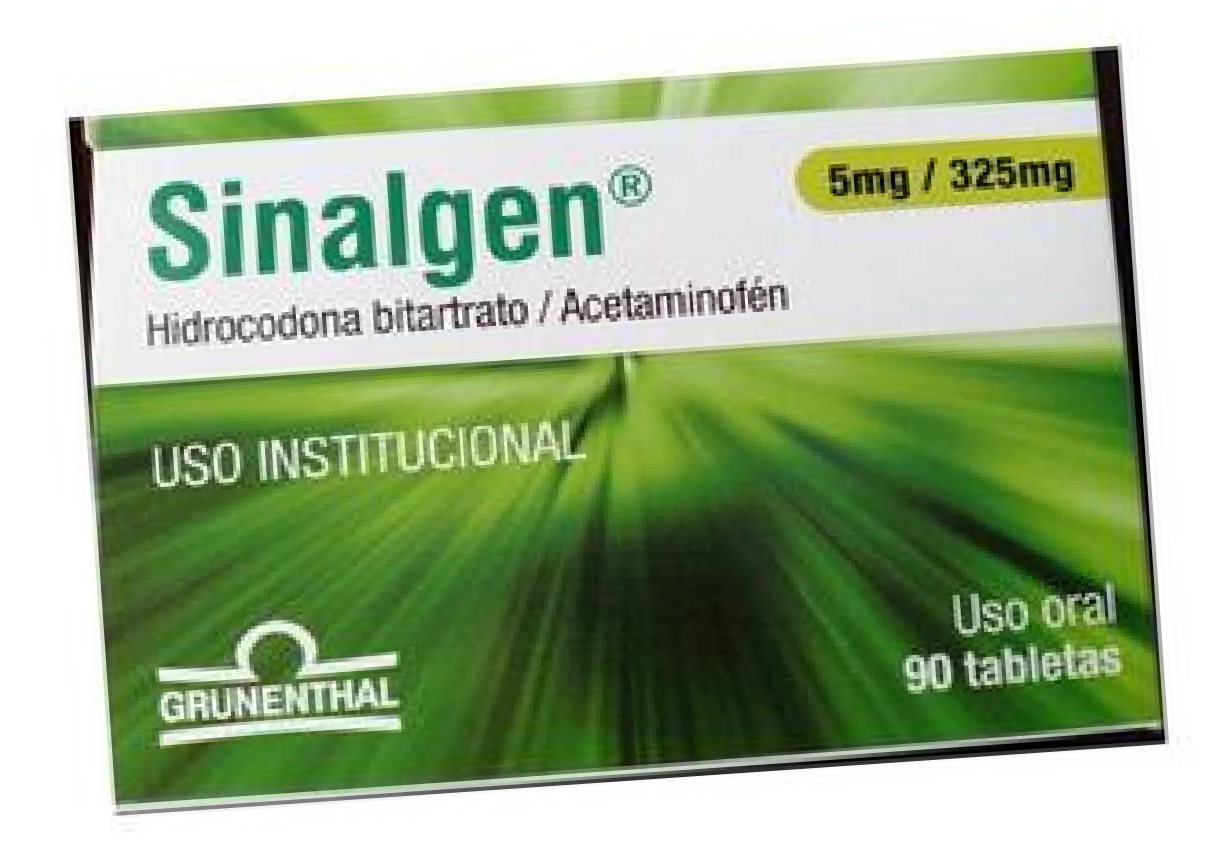 Sinalgen®
5mg / 325mg
Hidrocodona bitartrato / Acetaminofén
USO INSTITUCIONAL
Uso oral
90 tabletas
GRUNENTHAL